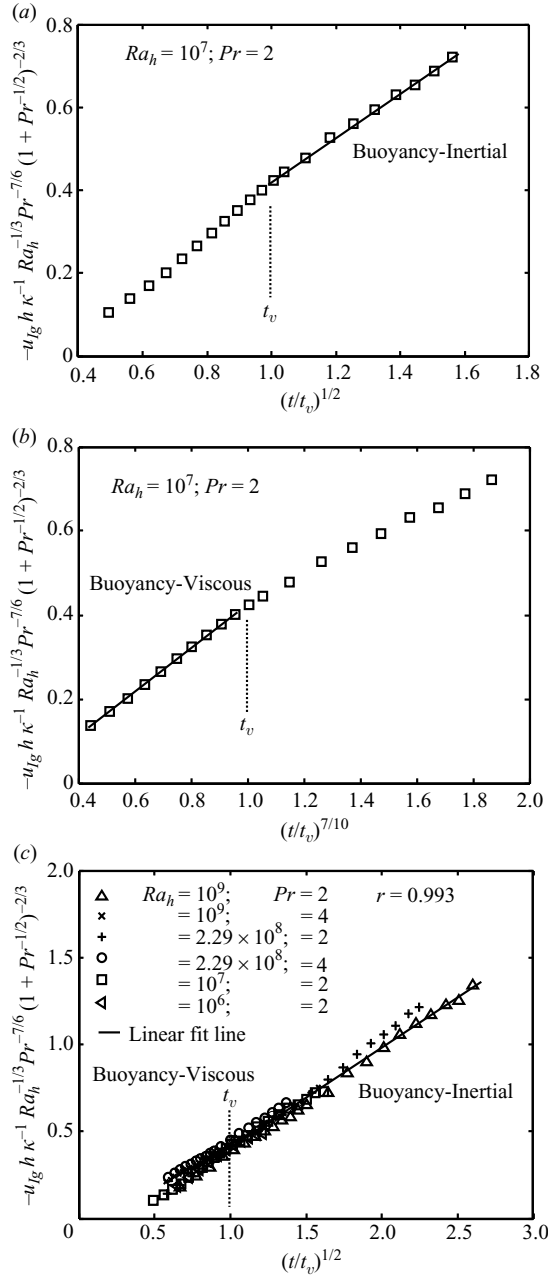 (a)
Ra_h = 10^7; Pr = 2
Buoyancy-Inertial
t_v
0.8
0.6
0.4
0.2
0
0.4 0.6 0.8 1.0 1.2 1.4 1.6 1.8
(t/t_v)^{1/2}
−u_{Ig} h κ^{−1} Ra_h^{−1/3} Pr^{−7/6} (1 + Pr^{−1/2})^{−2/3}
(b)
Ra_h = 10^7; Pr = 2
Buoyancy-Viscous
t_v
0.8
0.6
0.4
0.2
0
0.4 0.6 0.8 1.0 1.2 1.4 1.6 1.8 2.0
(t/t_v)^{7/10}
−u_{Ig} h κ^{−1} Ra_h^{−1/3} Pr^{−7/6} (1 + Pr^{−1/2})^{−2/3}
(c)
Ra_h = 10^9; Pr = 2 r = 0.993
= 10^9; = 4
= 2.29 × 10^8; = 2
= 2.29 × 10^8; = 4
= 10^7; = 2
= 10^6; = 2
Linear fit line
Buoyancy-Viscous
t_v
Buoyancy-Inertial
2.0
1.5
1.0
0.5
0
0.5 1.0 1.5 2.0 2.5 3.0
(t/t_v)^{1/2}
−u_{Ig} h κ^{−1} Ra_h^{−1/3} Pr^{−7/6} (1 + Pr^{−1/2})^{−2/3}